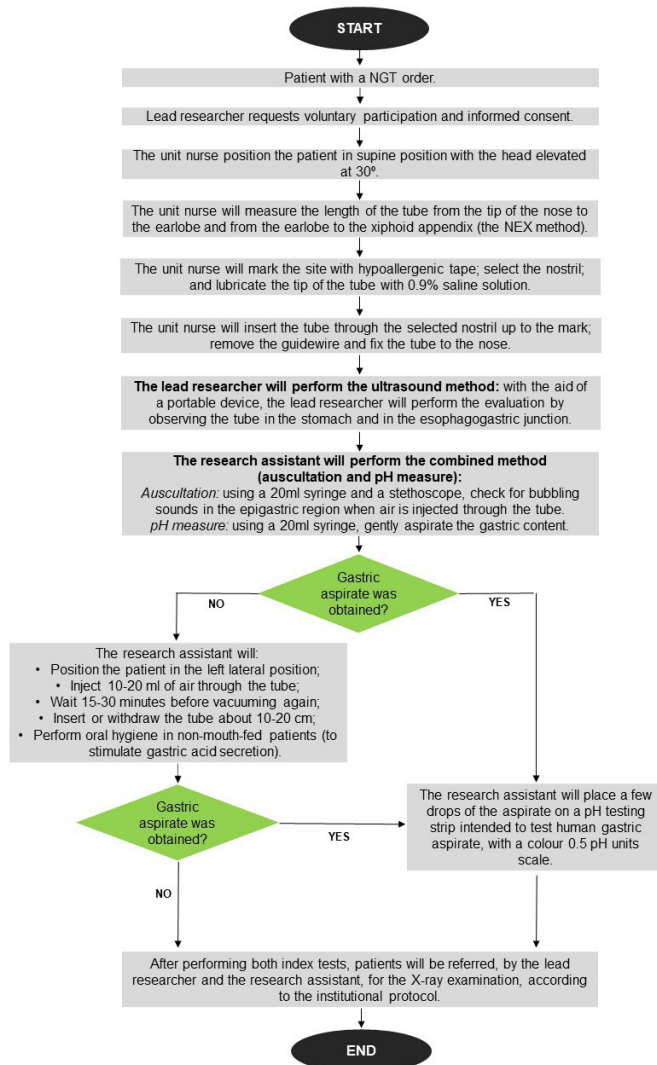 START
Patient with a NGT order.
Lead researcher requests voluntary participation and informed consent.
The unit nurse position the patient in supine position with the head elevated
at 30º.
The unit nurse will measure the length of the tube from the tip of the nose to
the earlobe and from the earlobe to the xiphoid appendix (the NEX method).
The unit nurse will mark the site with hypoallergenic tape; select the nostril;
and lubricate the tip of the tube with 0.9% saline solution.
The unit nurse will insert the tube through the selected nostril up to the mark;
remove the guidewire and fix the tube to the nose.
The lead researcher will perform the ultrasound method: with the aid of
a portable device, the lead researcher will perform the evaluation by
observing the tube in the stomach and in the esophagogastric junction.
The research assistant will perform the combined method
(auscultation and pH measure):
Auscultation: using a 20ml syringe and a stethoscope, check for bubbling
sounds in the epigastric region when air is injected through the tube.
pH measure: using a 20ml syringe, gently aspirate the gastric content.
Gastric
aspirate was
obtained?
NO
YES
The research assistant will:
• Position the patient in the left lateral position;
• Inject 10-20 ml of air through the tube;
• Wait 15-30 minutes before vacuuming again;
• Insert or withdraw the tube about 10-20 cm;
• Perform oral hygiene in non-mouth-fed patients (to
stimulate gastric acid secretion).
Gastric
aspirate was
obtained?
YES
NO
The research assistant will place a few
drops of the aspirate on a pH testing
strip intended to test human gastric
aspirate, with a colour 0.5 pH units
scale.
After performing both index tests, patients will be referred, by the lead
researcher and the research assistant, for the X-ray examination, according
to the institutional protocol.
END